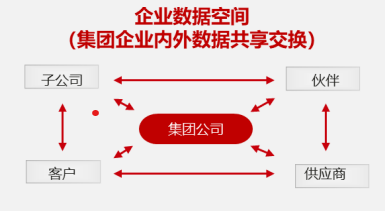 企业数据空间
（集团企业内外数据共享交换）
子公司
伙伴
集团公司
客户
供应商